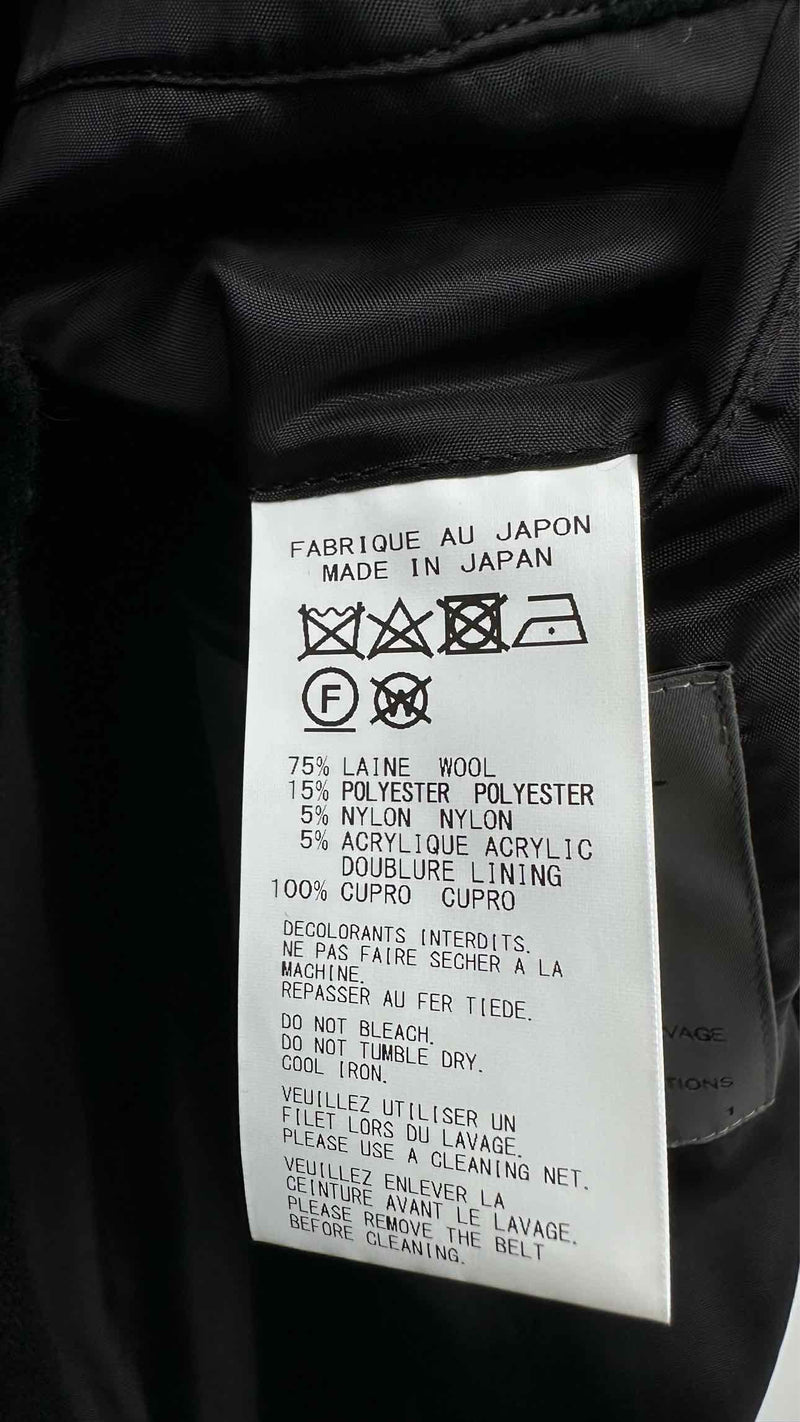 FABRIQUE AU JAPON
MADE IN JAPAN
F W
75% LAINE WOOL
15% POLYESTER POLYESTER
5% NYLON NYLON
5% ACRYLIQUE ACRYLIC
DOUBLURE LINING
100% CUPRO CUPRO
DECOLORANTS INTERDITS.
NE PAS FAIRE SECHER A LA
MACHINE.
REPASSER AU FER TIEDE.
DO NOT BLEACH.
DO NOT TUMBLE DRY.
COOL IRON.
VEUILLEZ UTILISER UN
FILET LORS DU LAVAGE.
PLEASE USE A CLEANING NET.
VEUILLEZ ENLEVER LA
CEINTURE AVANT LE LAVAGE.
PLEASE REMOVE THE BELT
BEFORE CLEANING.
VAGE
TIONS
1